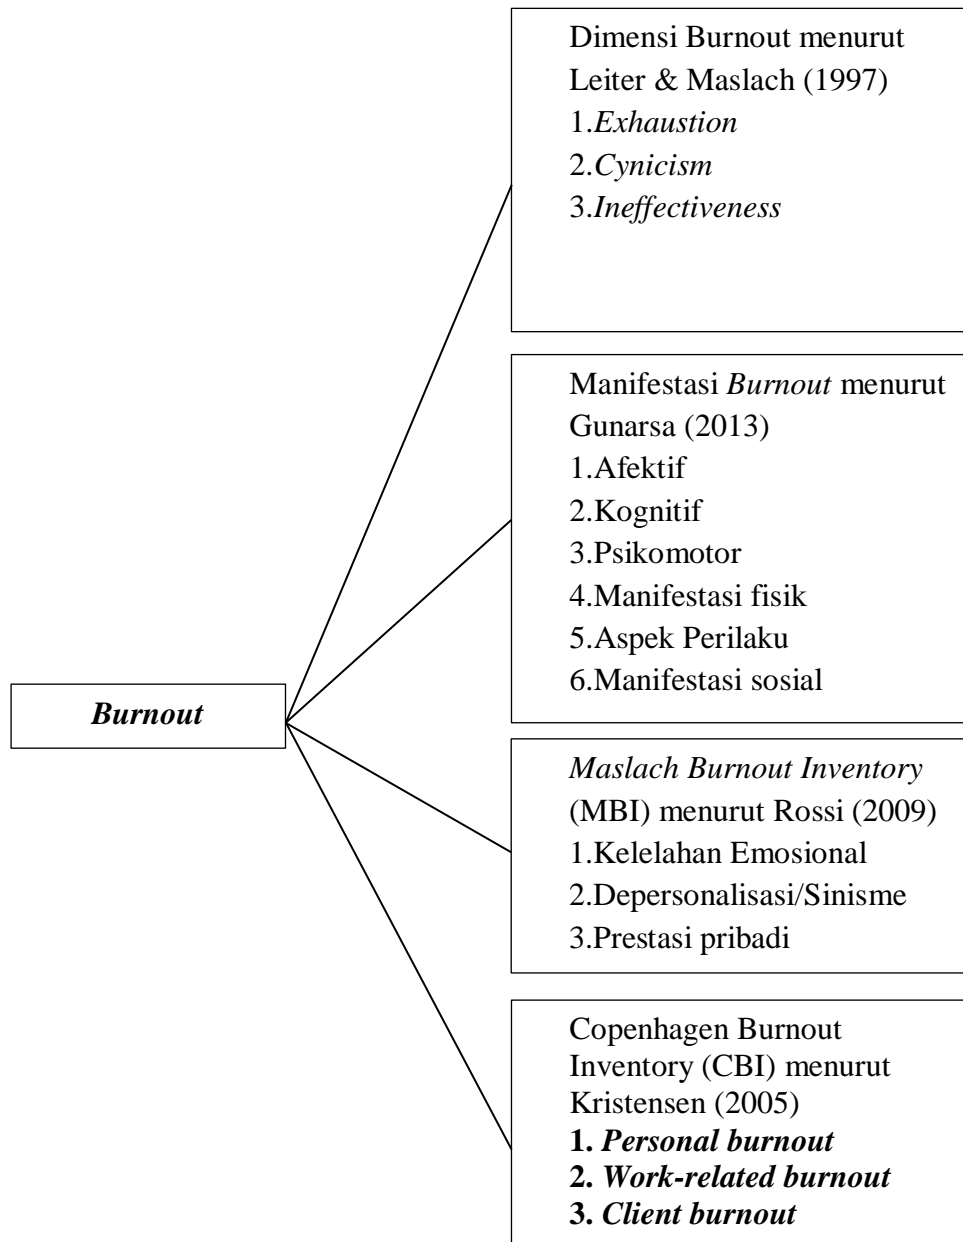 Dimensi Burnout menurut
Leiter & Maslach (1997)
1.Exhaustion
2.Cynicism
3.Ineffectiveness
Manifestasi Burnout menurut
Gunarsa (2013)
1.Afektif
2.Kognitif
3.Psikomotor
4.Manifestasi fisik
5.Aspek Perilaku
6.Manifestasi sosial
Burnout
Maslach Burnout Inventory
(MBI) menurut Rossi (2009)
1.Kelelahan Emosional
2.Depersonalisasi/Sinisme
3.Prestasi pribadi
Copenhagen Burnout
Inventory (CBI) menurut
Kristensen (2005)
1. Personal burnout
2. Work-related burnout
3. Client burnout